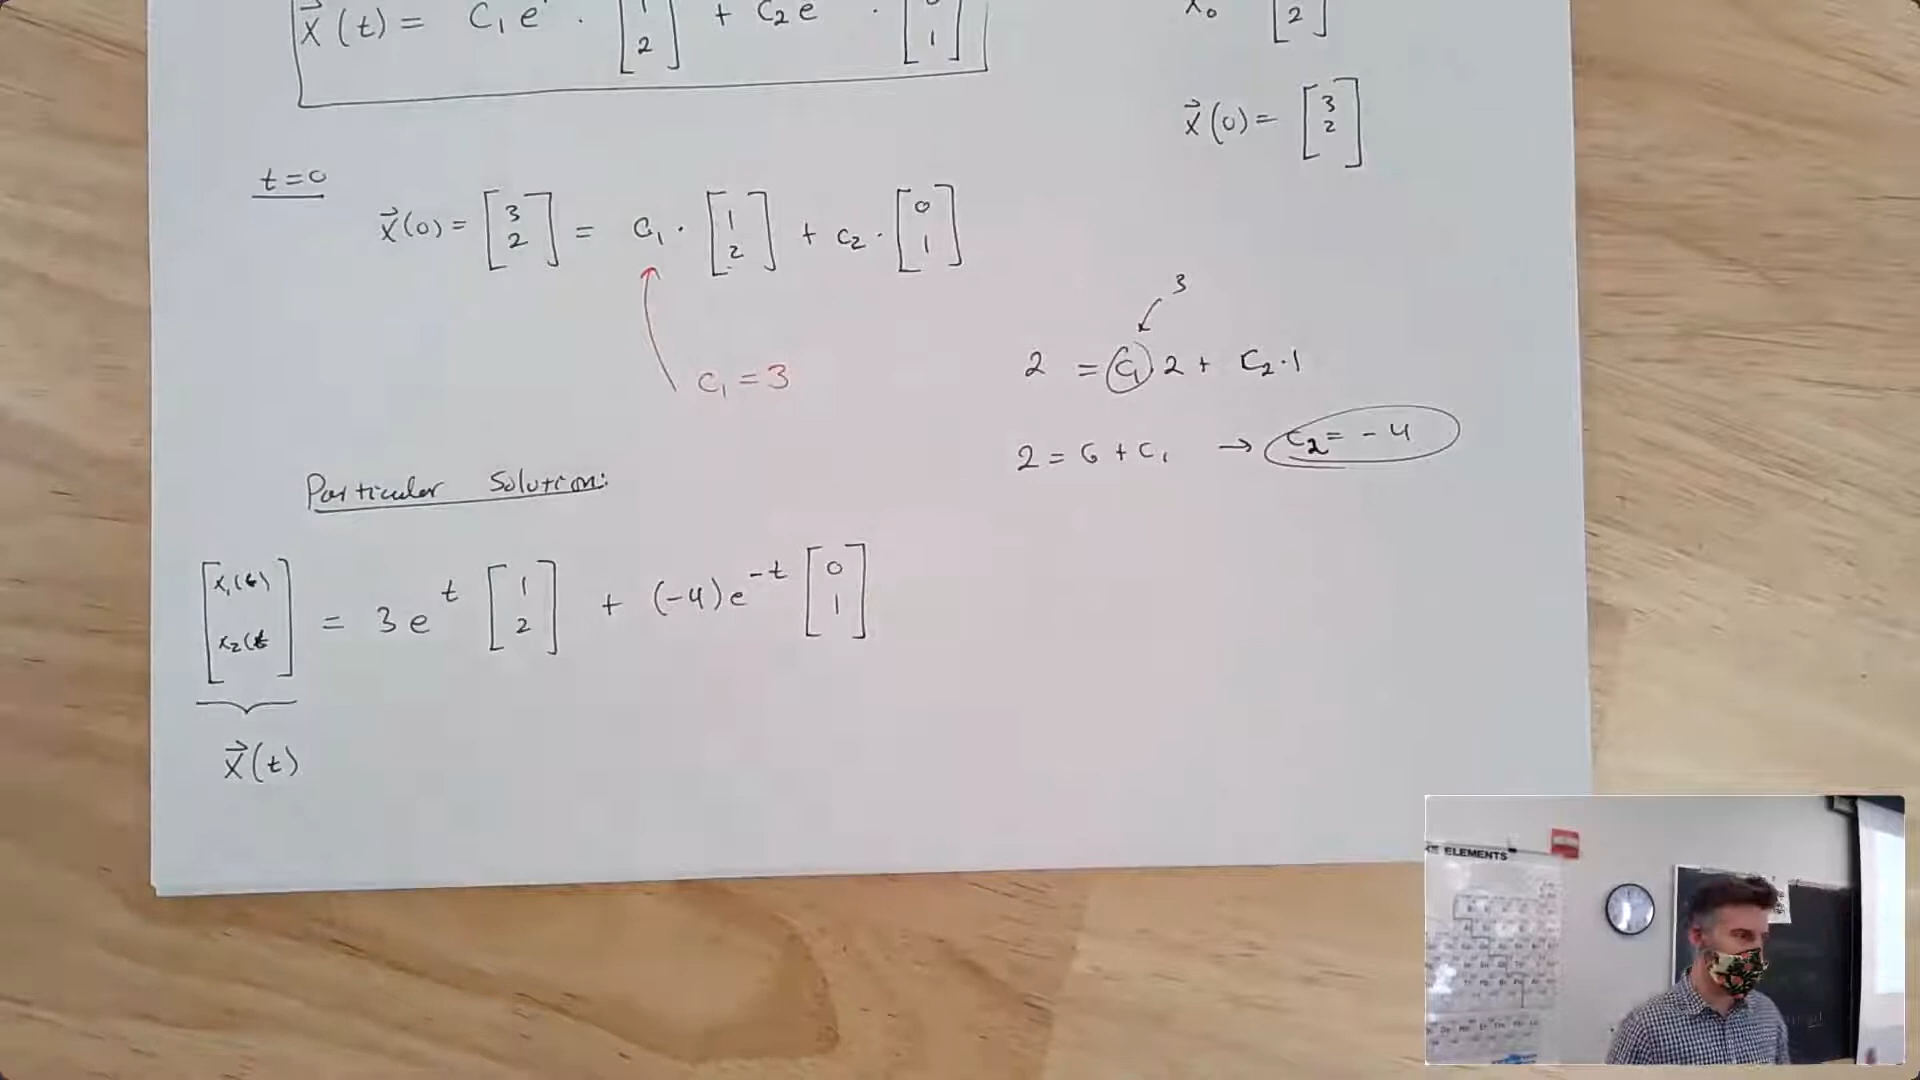 x⃗(t) = C₁e · [1 2] + C₂e · [0 1]
x₀ [ 2]
x⃗(0) = [3 2]
t=0
x⃗(0) = [3 2] = C₁ · [1 2] + C₂ · [0 1]
3
2 = C₁ 2 + C₂·1
C₁ = 3
2 = 6 + C₁ → C₂ = -4
Particular Solution:
[x₁(t) x₂(t] = 3e^t [1 2] + (-4)e^-t [0 1]
x⃗(t)
ELEMENTS